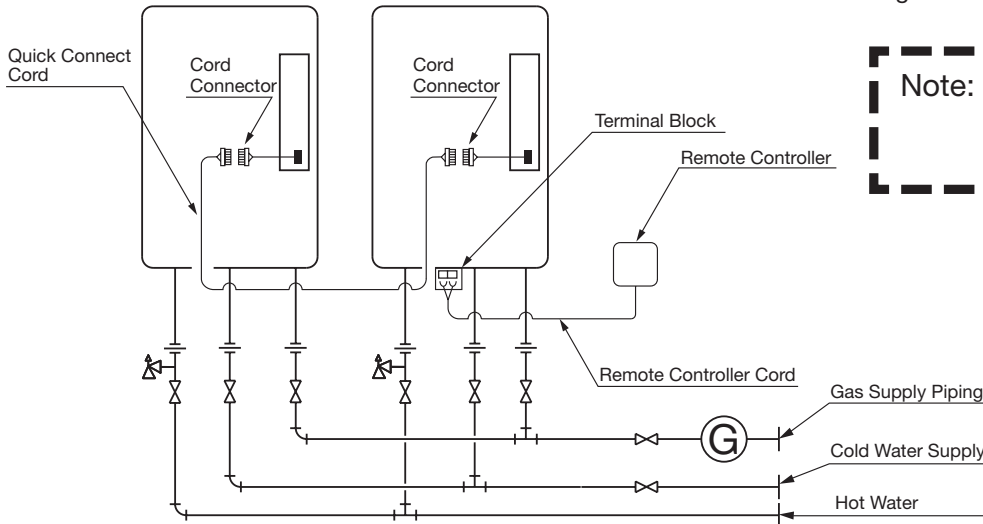 Quick Connect
Cord
Cord
Connector
Cord
Connector
Terminal Block
Remote Controller
Note:
Remote Controller Cord
G
Gas Supply Piping
Cold Water Supply
Hot Water